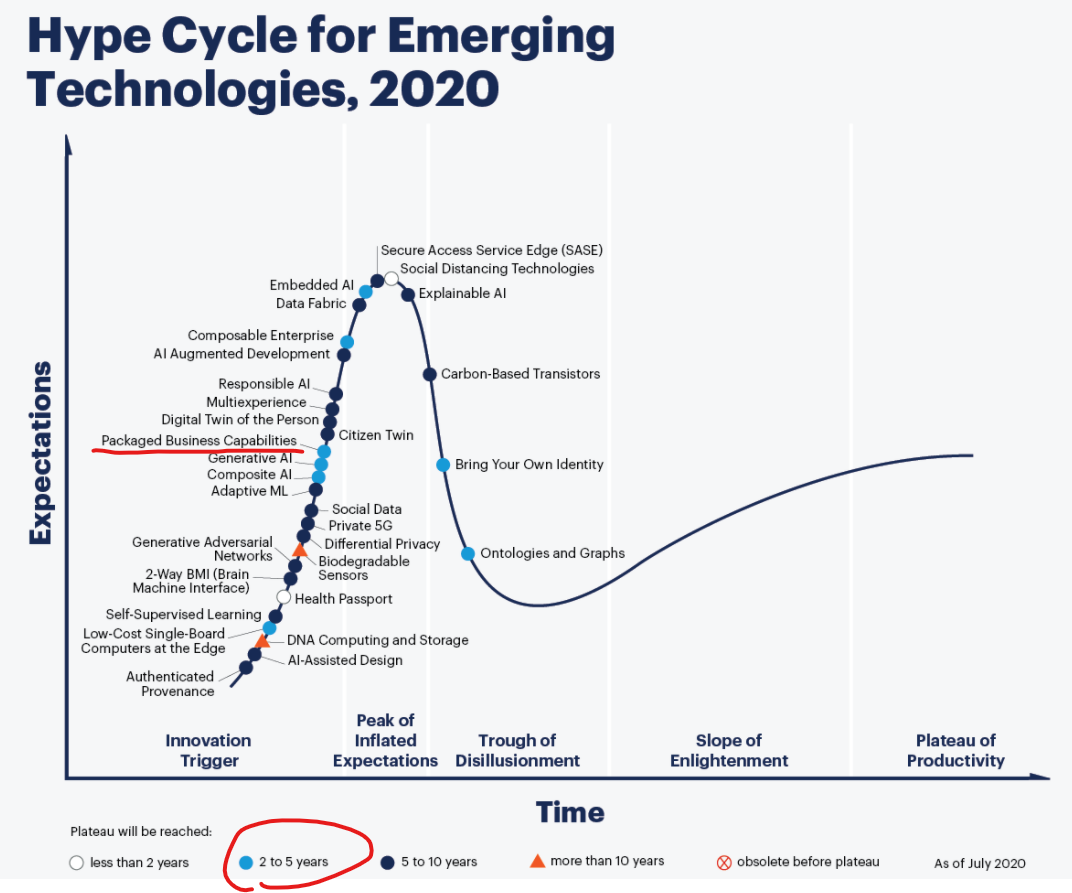 Hype Cycle for Emerging
Technologies, 2020
Expectations
Secure Access Service Edge (SASE)
Social Distancing Technologies
Embedded AI
Explainable AI
Data Fabric
Composable Enterprise
AI Augmented Development
Carbon-Based Transistors
Responsible AI
Multiexperience
Digital Twin of the Person
Citizen Twin
Packaged Business Capabilities
Generative AI
Bring Your Own Identity
Composite AI
Adaptive ML
Social Data
Private 5G
Differential Privacy
Generative Adversarial
Networks
Ontologies and Graphs
Biodegradable
Sensors
2-Way BMI (Brain
Machine Interface)
Health Passport
Self-Supervised Learning
Low-Cost Single-Board
Computers at the Edge
DNA Computing and Storage
AI-Assisted Design
Authenticated
Provenance
Innovation
Trigger
Peak of
Inflated
Expectations
Trough of
Disillusionment
Slope of
Enlightenment
Plateau of
Productivity
Time
Plateau will be reached:
less than 2 years
2 to 5 years
5 to 10 years
more than 10 years
obsolete before plateau
As of July 2020